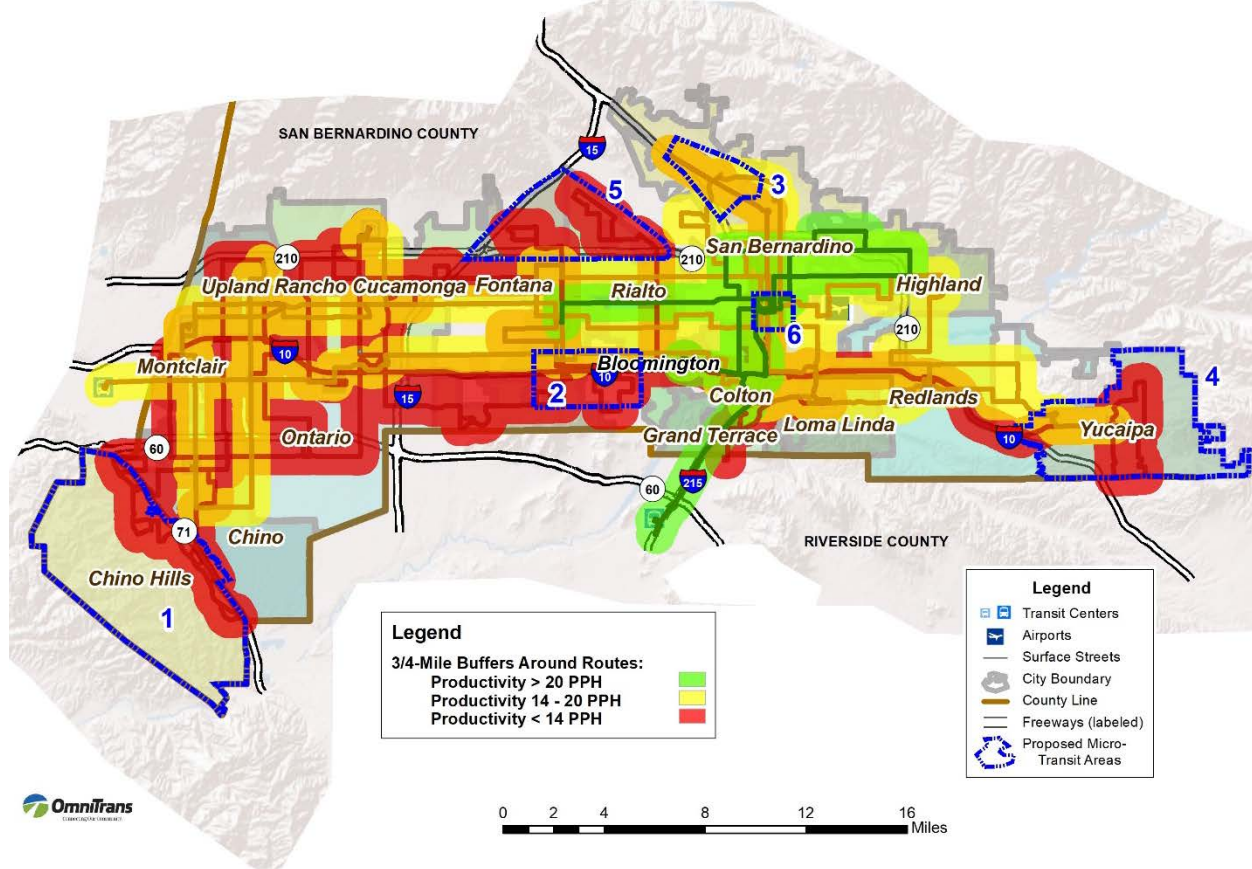 SAN BERNARDINO COUNTY
15
3
5
210
San Bernardino
210
Upland
Rancho Cucamonga
Fontana
Rialto
Highland
6
210
10
Montclair
Bloomington
10
2
15
Colton
Redlands
4
Ontario
Grand Terrace
Loma Linda
10
Yucaipa
60
60
215
71
Chino
RIVERSIDE COUNTY
Chino Hills
1
Legend
3/4-Mile Buffers Around Routes:
Productivity > 20 PPH
Productivity 14 - 20 PPH
Productivity < 14 PPH
Legend
Transit Centers
Airports
Surface Streets
City Boundary
County Line
Freeways (labeled)
Proposed Micro-
Transit Areas
OmniTrans
0 2 4 8 12 16
Miles